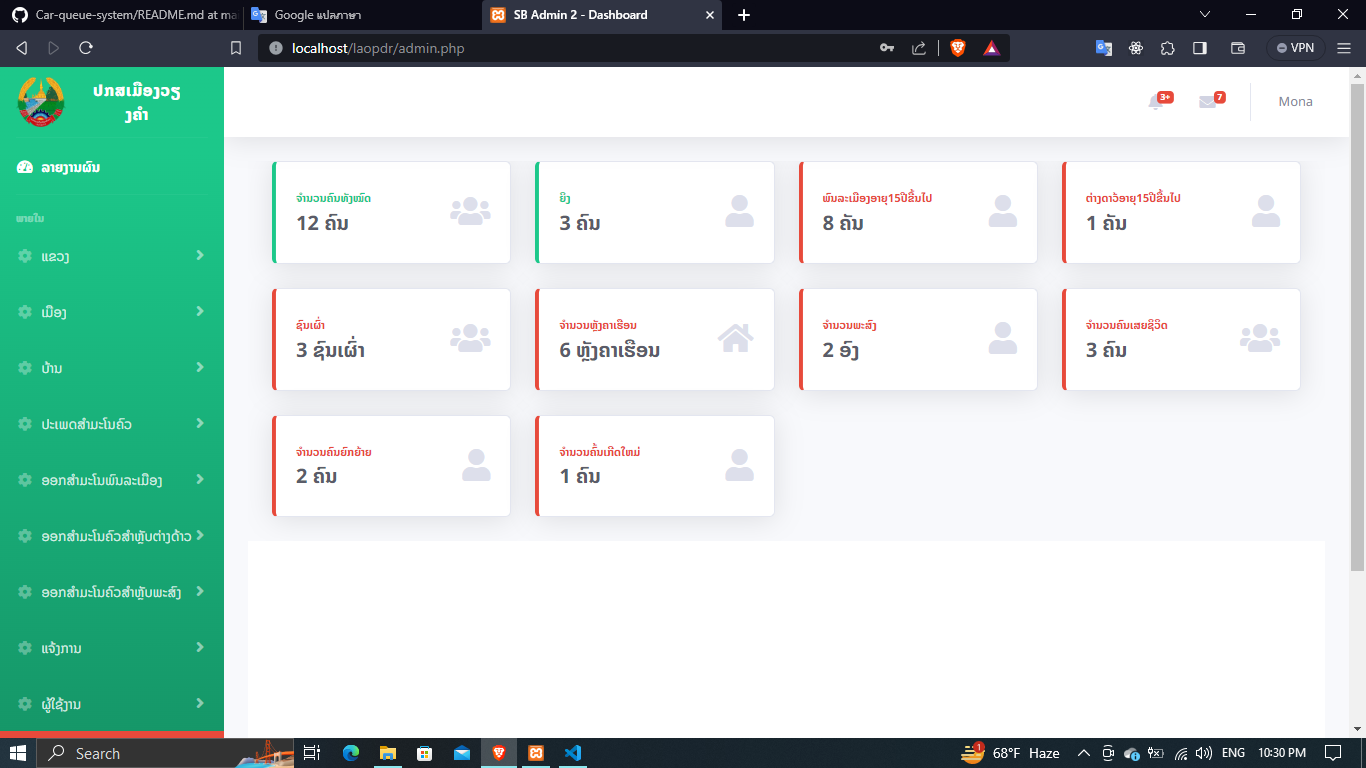 Car-queue-system/README.md at ma
Google ແປລภาษา
SB Admin 2 - Dashboard
localhost/laopdr/admin.php
VPN
ປກສເມືອງວຽ
ງຄຳ
3+
7
Mona
ລາຍງານຜົນ
ພາຍໃນ
ແຂວງ
ເມືອງ
ບ້ານ
ປະເພດສຳມະໂນຄົວ
ອອກສຳມະໂນພົນລະເມືອງ
ອອກສຳມະໂນຄົວສຳຫຼັບຕ່າງດ້າວ
ອອກສຳມະໂນຄົວສຳຫຼັບພະສົງ
ແຈ້ງການ
ຜູ້ໃຊ້ງານ
ຈຳນວນຄົນທັງໝົດ
12 ຄົນ
ຍິງ
3 ຄົນ
ພົນລະເມືອງອາຍຸ15ປີຂື້ນໄປ
8 ຄັນ
ຕ່າງດາວ້ອາຍຸ15ປີຂື້ນໄປ
1 ຄັນ
ຊົນເຜົ່າ
3 ຊົນເຜົ່າ
ຈຳນວນຫຼັງຄາເຮືອນ
6 ຫຼັງຄາເຮືອນ
ຈຳນວນພະສົງ
2 ອົງ
ຈຳນວນຄົນເສຍຊິວິດ
3 ຄົນ
ຈຳນວນຄົນຍົກຍ້າຍ
2 ຄົນ
ຈຳນວນຄົ້ນເກີດໃຫມ່
1 ຄົນ
Search
1
68°F Haze
ENG
10:30 PM